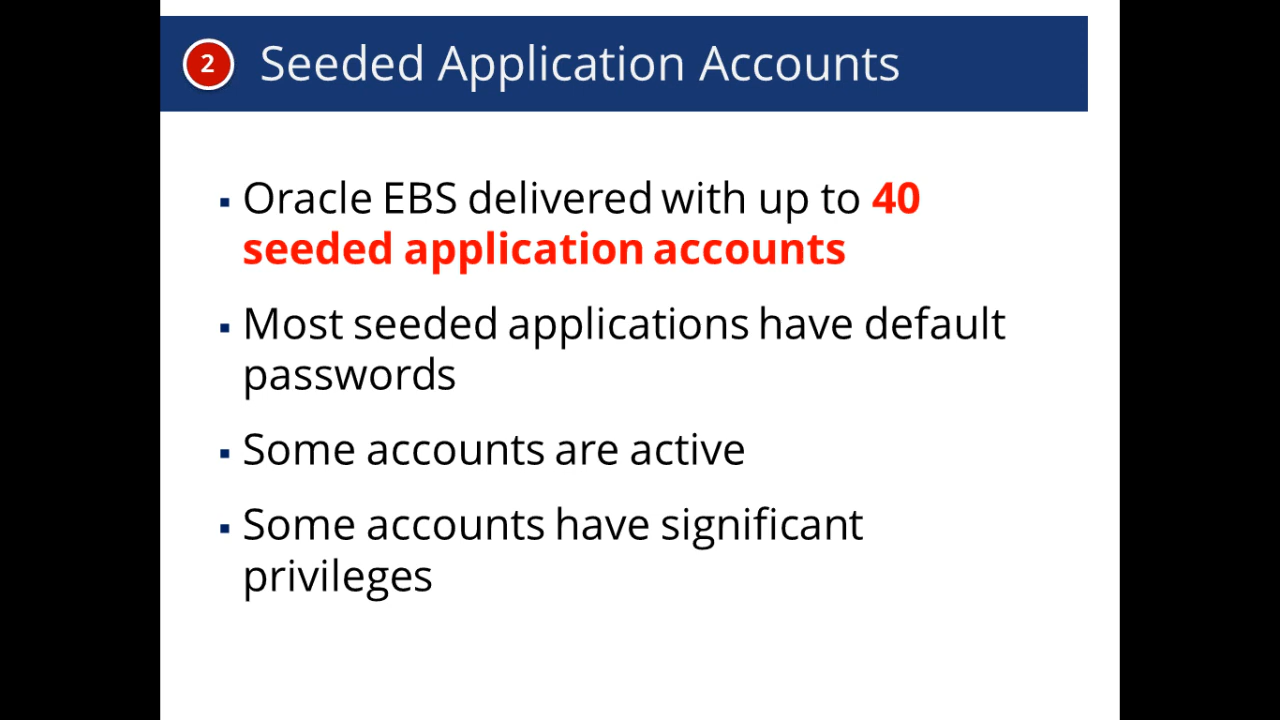 2 Seeded Application Accounts
▪ Oracle EBS delivered with up to 40
seeded application accounts
▪ Most seeded applications have default
passwords
▪ Some accounts are active
▪ Some accounts have significant
privileges